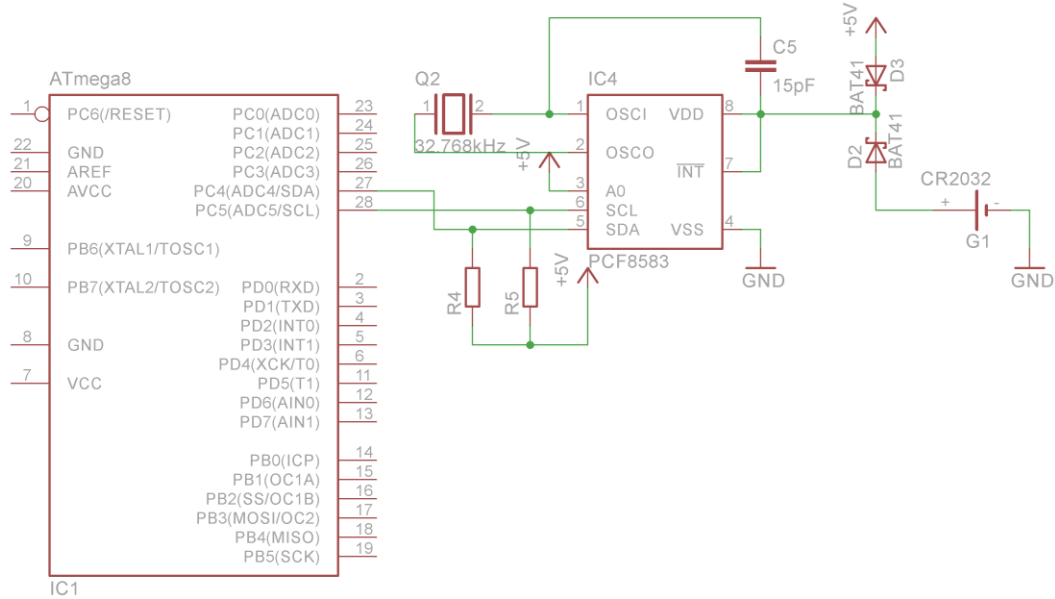 ATmega8
1 PC6(/RESET)
22 GND
21 AREF
20 AVCC
9 PB6(XTAL1/TOSC1)
10 PB7(XTAL2/TOSC2)
8 GND
7 VCC
PC0(ADC0) 23
PC1(ADC1) 24
PC2(ADC2) 25
PC3(ADC3) 26
PC4(ADC4/SDA) 27
PC5(ADC5/SCL) 28
PD0(RXD) 2
PD1(TXD) 3
PD2(INT0) 4
PD3(INT1) 5
PD4(XCK/T0) 6
PD5(T1) 11
PD6(AIN0) 12
PD7(AIN1) 13
PB0(ICP) 14
PB1(OC1A) 15
PB2(SS/OC1B) 16
PB3(MOSI/OC2) 17
PB4(MISO) 18
PB5(SCK) 19
IC1
Q2
1 2
32.768kHz
+5V
R4
R5
+5V
IC4
1 OSCI
2 OSCO
3 A0
6 SCL
5 SDA
VDD 8
INT 7
VSS 4
PCF8583
GND
C5
15pF
+5V
BAT41
D3
D2
BAT41
CR2032
+ -
G1
GND